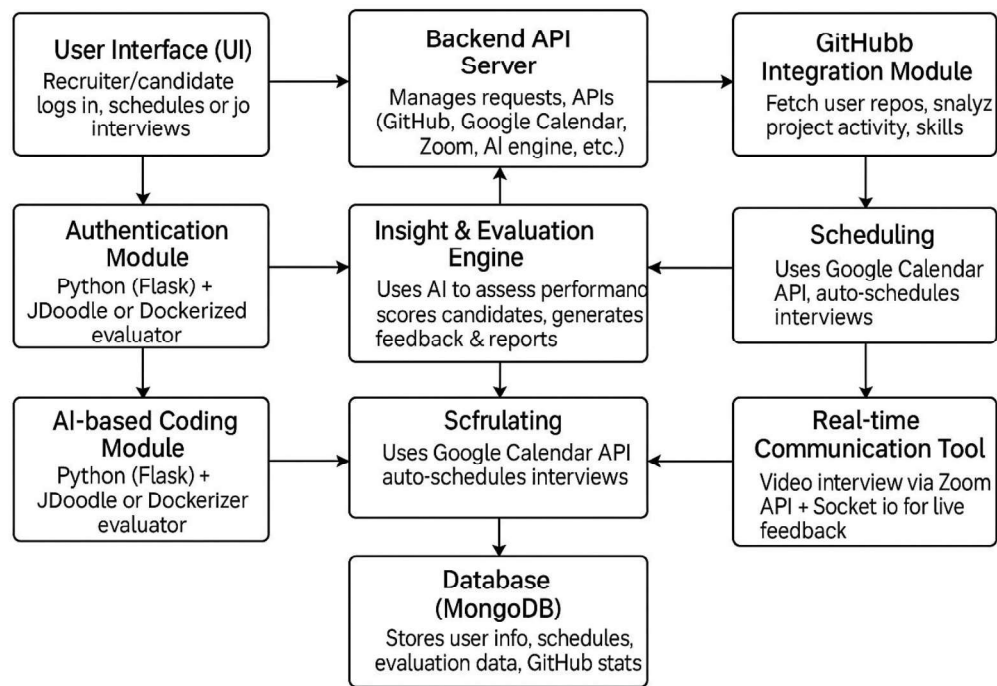 User Interface (UI)
Recruiter/candidate
logs in, schedules or jo
interviews
Backend API
Server
Manages requests, APIs
(GitHub, Google Calendar,
Zoom, AI engine, etc.)
GitHubb
Integration Module
Fetch user repos, snalyz
project activity, skills
Authentication
Module
Python (Flask) +
JDoodle or Dockerized
evaluator
Insight & Evaluation
Engine
Uses AI to assess performand
scores candidates, generates
feedback & reports
Scheduling
Uses Google Calendar
API, auto-schedules
interviews
AI-based Coding
Module
Python (Flask) +
JDoodle or Dockerizer
evaluator
Scfrulating
Uses Google Calendar API
auto-schedules interviews
Real-time
Communication Tool
Video interview via Zoom
API + Socket io for live
feedback
Database
(MongoDB)
Stores user info, schedules,
evaluation data, GitHub stats